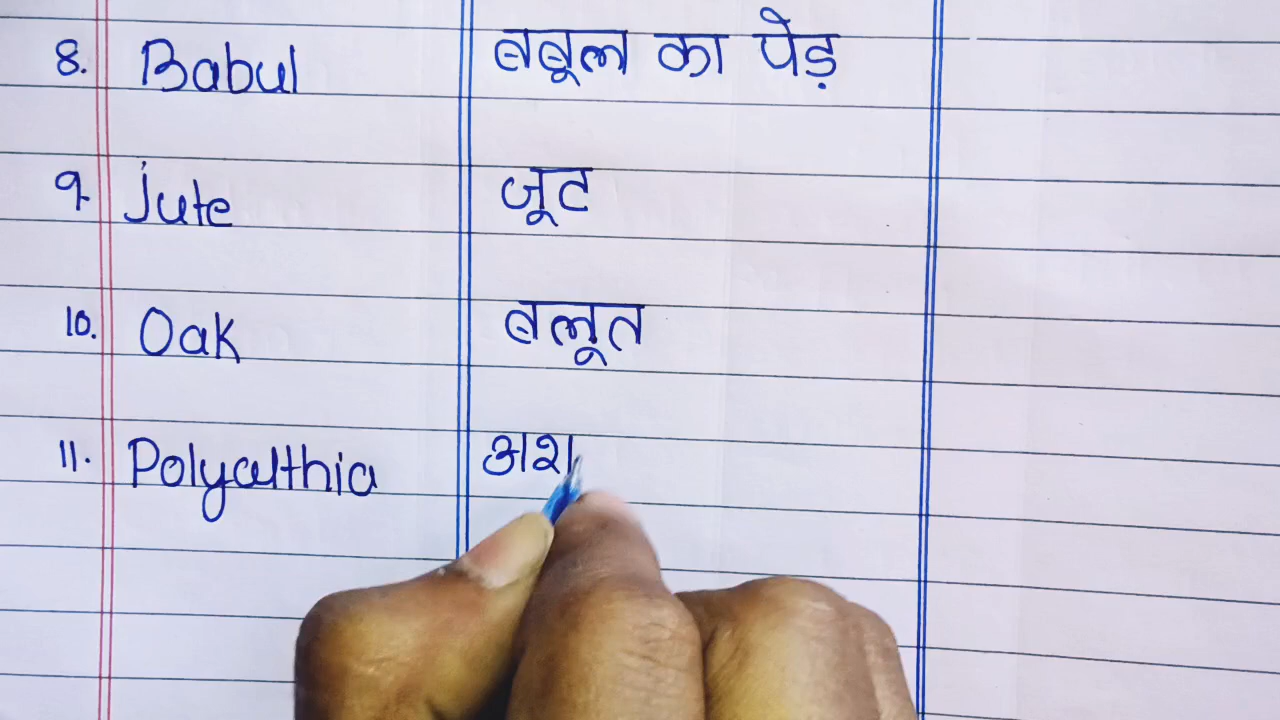 8. Babul बबूल का पेड़
9. Jute जूट
10. Oak बलूत
11. Polyalthia अश